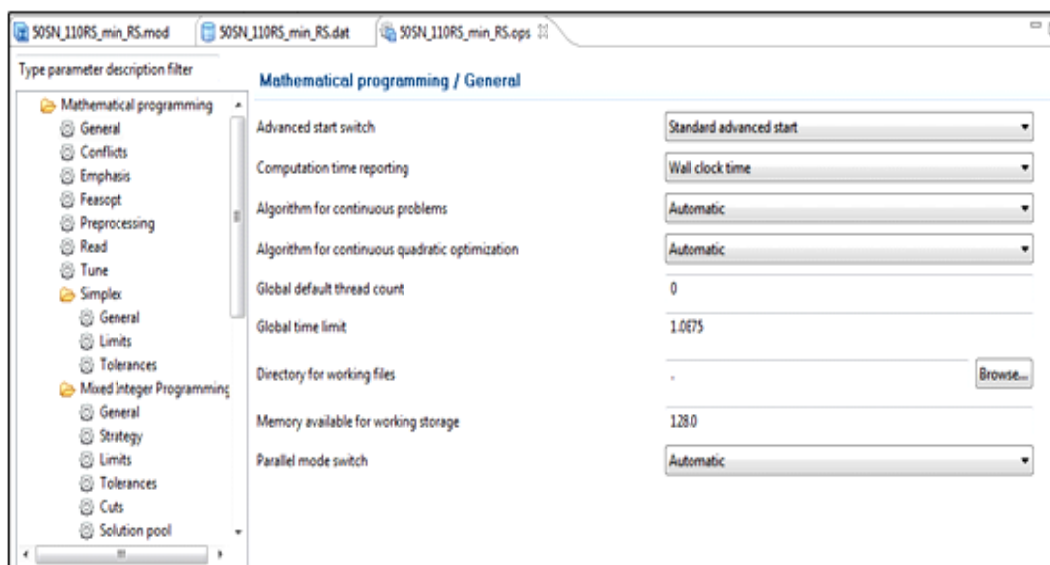 50SN_110RS_min_RS.mod 50SN_110RS_min_RS.dat 50SN_110RS_min_RS.ops
Type parameter description filter
Mathematical programming
General
Conflicts
Emphasis
Feasopt
Preprocessing
Read
Tune
Simplex
General
Limits
Tolerances
Mixed Integer Programming
General
Strategy
Limits
Tolerances
Cuts
Solution pool
Mathematical programming / General
Advanced start switch Standard advanced start
Computation time reporting Wall clock time
Algorithm for continuous problems Automatic
Algorithm for continuous quadratic optimization Automatic
Global default thread count 0
Global time limit 1.0E75
Directory for working files . Browse...
Memory available for working storage 128.0
Parallel mode switch Automatic